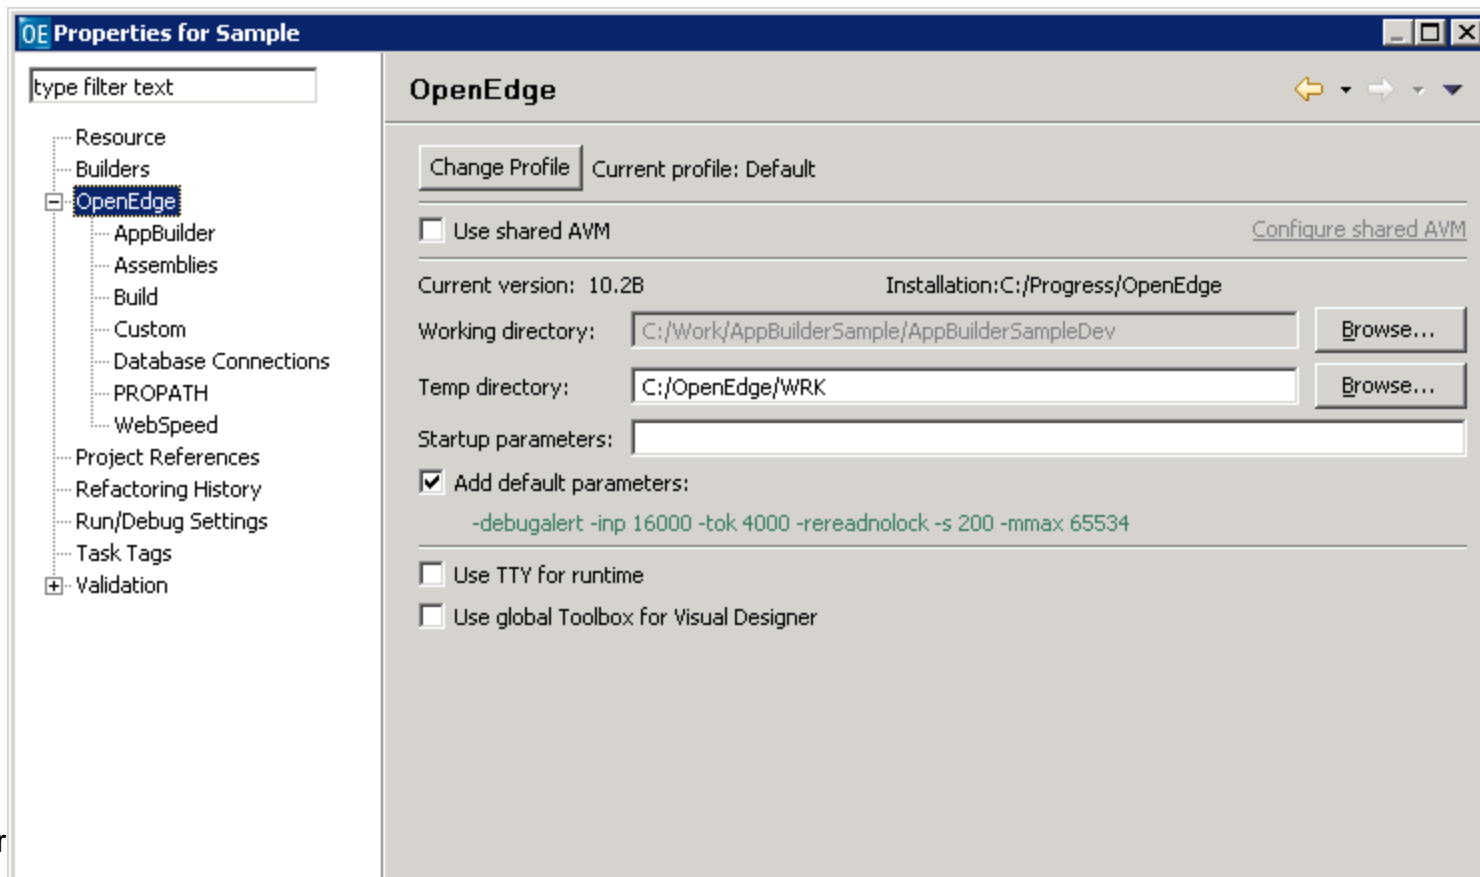 OE Properties for Sample
type filter text
Resource
Builders
OpenEdge
AppBuilder
Assemblies
Build
Custom
Database Connections
PROPATH
WebSpeed
Project References
Refactoring History
Run/Debug Settings
Task Tags
Validation
OpenEdge
Change Profile Current profile: Default
Use shared AVM Configure shared AVM
Current version: 10.2B Installation:C:/Progress/OpenEdge
Working directory: C:/Work/AppBuilderSample/AppBuilderSampleDev Browse...
Temp directory: C:/OpenEdge/WRK Browse...
Startup parameters:
Add default parameters:
-debugalert -inp 16000 -tok 4000 -rereadnolock -s 200 -mmax 65534
Use TTY for runtime
Use global Toolbox for Visual Designer
r